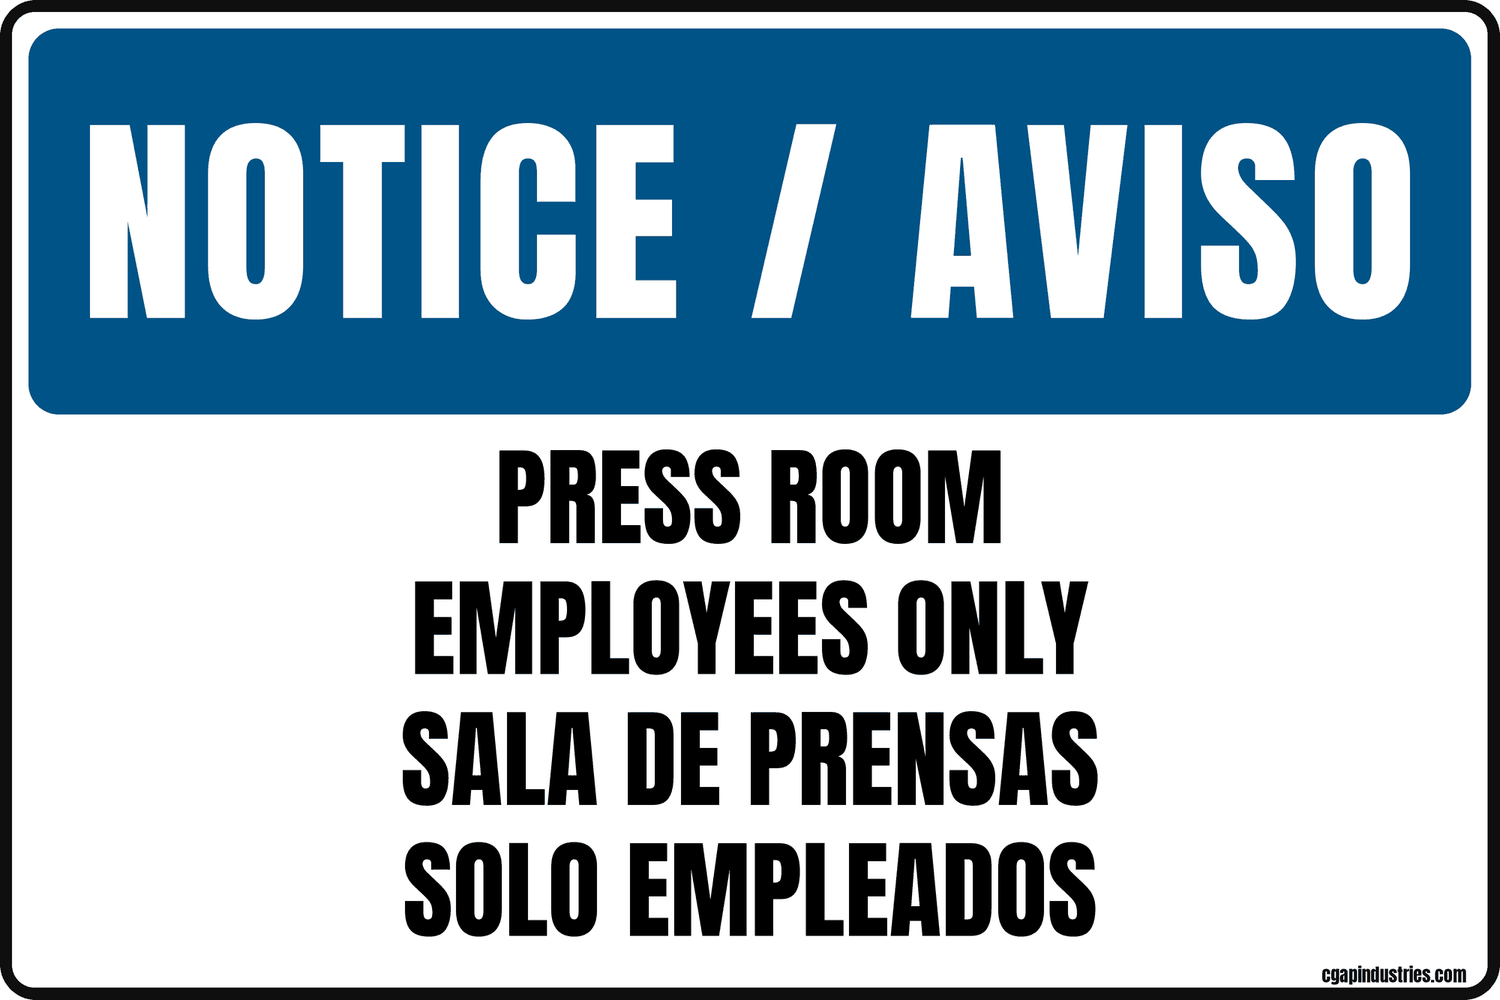 NOTICE / AVISO
PRESS ROOM
EMPLOYEES ONLY
SALA DE PRENSAS
SOLO EMPLEADOS
cgapindustries.com